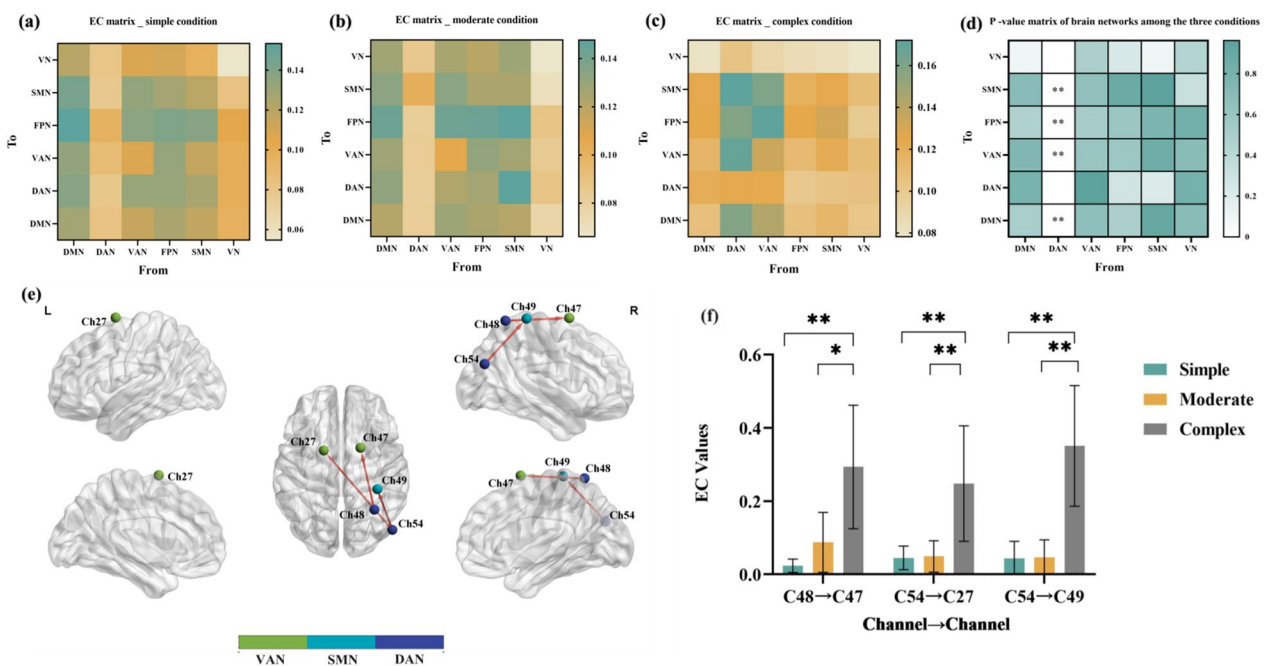 (a)
EC matrix _ simple condition
To
VN
SMN
FPN
VAN
DAN
DMN
DMN DAN VAN FPN SMN VN
From
0.14
0.12
0.10
0.08
0.06
(b)
EC matrix _ moderate condition
To
VN
SMN
FPN
VAN
DAN
DMN
DMN DAN VAN FPN SMN VN
From
0.14
0.12
0.10
0.08
(c)
EC matrix _ complex condition
To
VN
SMN
FPN
VAN
DAN
DMN
DMN DAN VAN FPN SMN VN
From
0.16
0.14
0.12
0.10
0.08
(d)
P -value matrix of brain networks among the three conditions
To
VN
SMN
FPN
VAN
DAN
DMN
**
**
**
**
DMN DAN VAN FPN SMN VN
From
0.8
0.6
0.4
0.2
0
(e)
L
R
Ch27
Ch49
Ch47
Ch48
Ch54
Ch27
Ch47
Ch49
Ch48
Ch54
Ch27
Ch49
Ch48
Ch47
Ch54
VAN SMN DAN
(f)
** ** **
* ** **
EC Values
0.6
0.4
0.2
0.0
C48→C47 C54→C27 C54→C49
Channel→Channel
Simple
Moderate
Complex